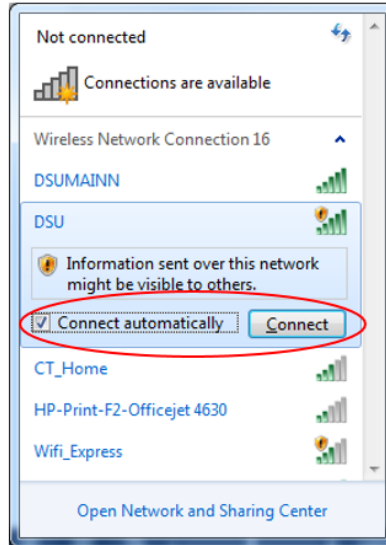 Not connected
Connections are available
Wireless Network Connection 16
DSUMAINN
DSU
Information sent over this network
might be visible to others.
Connect automatically Connect
CT_Home
HP-Print-F2-Officejet 4630
Wifi_Express
Open Network and Sharing Center